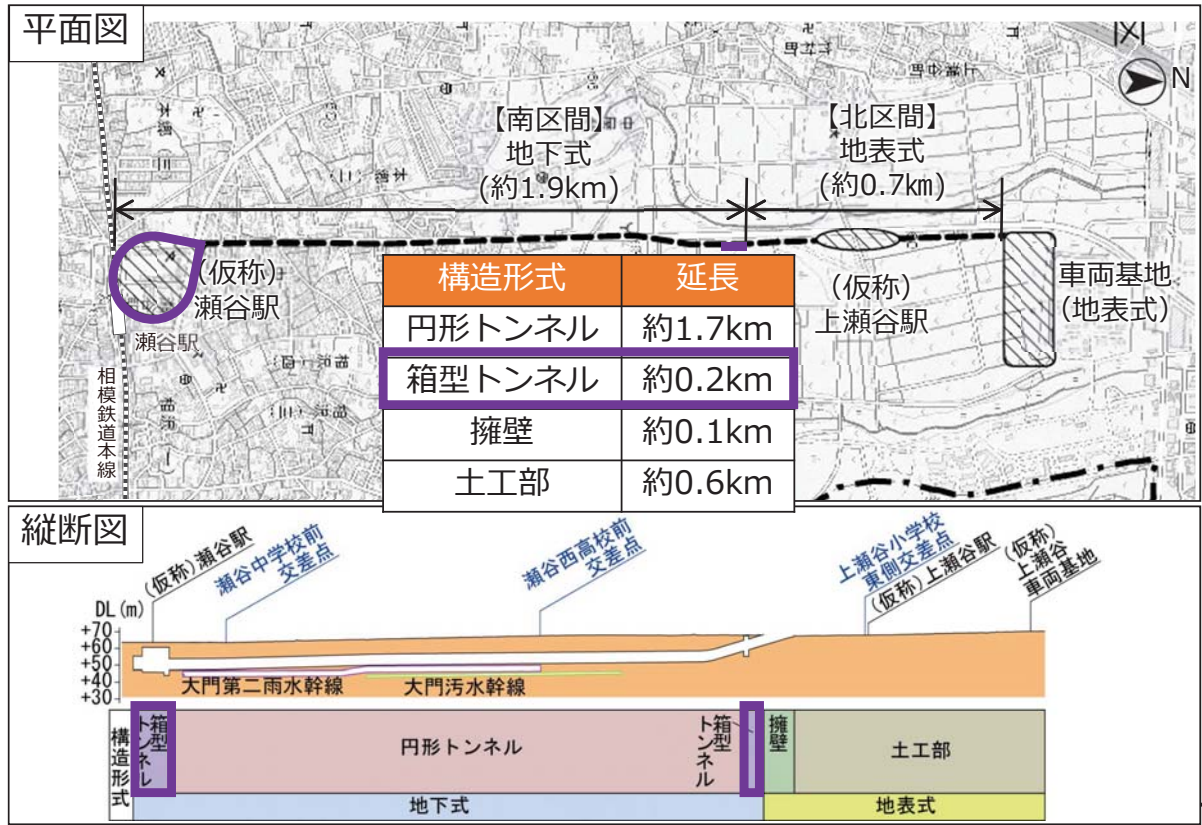 平面図
N
【南区間】
地下式
(約1.9km)
【北区間】
地表式
(約0.7㎞)
(仮称)
瀬谷駅
瀬谷駅
相模鉄道本線
(仮称)
上瀬谷駅
車両基地
(地表式)
構造形式 延長
円形トンネル 約1.7km
箱型トンネル 約0.2km
擁壁 約0.1km
土工部 約0.6km
縦断図
(仮称)瀬谷駅
瀬谷中学校前
交差点
瀬谷西高校前
交差点
上瀬谷小学校
東側交差点
(仮称)上瀬谷駅
(仮称)
上瀬谷
車両基地
DL(m)
+70
+60
+50
+40
+30
大門第二雨水幹線
大門汚水幹線
構造形式
箱型
トンネル
円形トンネル
箱型
トンネル
擁壁
土工部
地下式
地表式